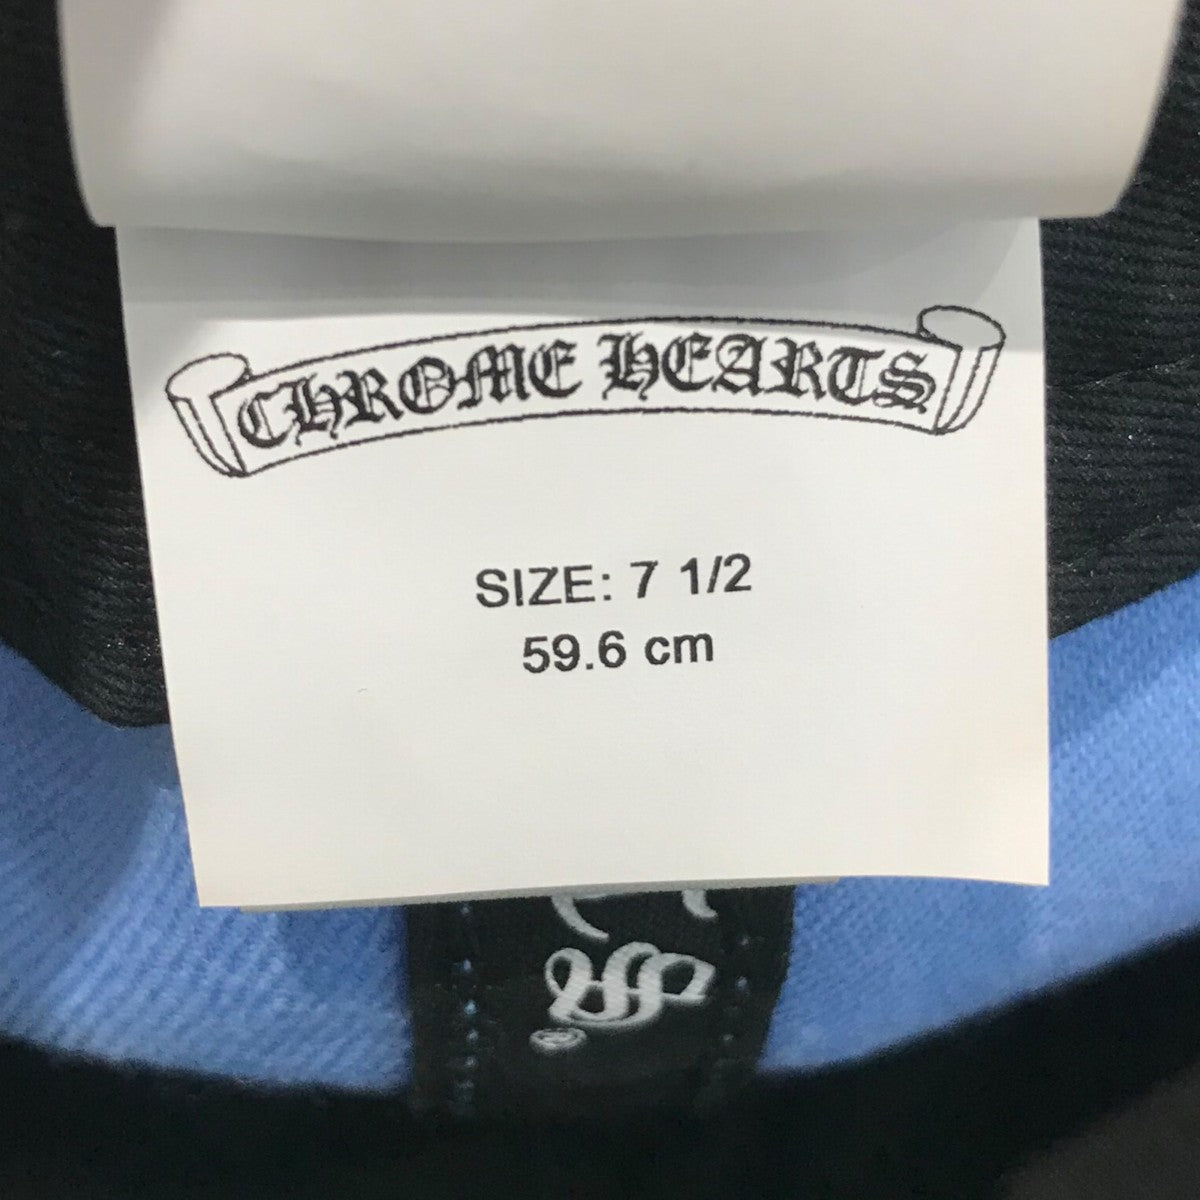 CHROME HEARTS
SIZE: 7 1/2
59.6 cm
®